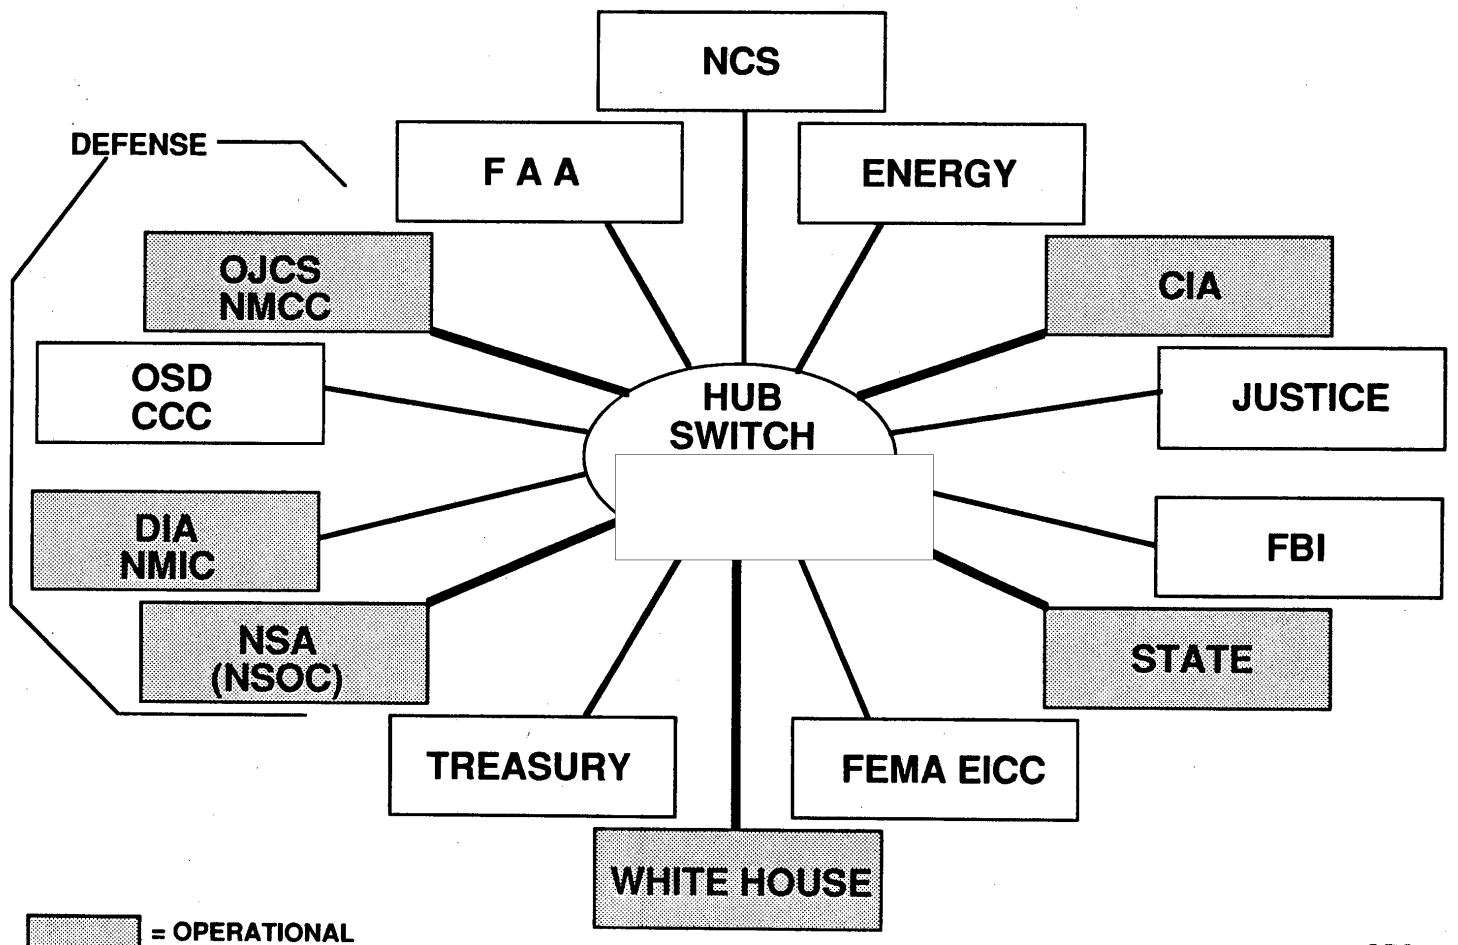 NCS
DEFENSE
F A A
ENERGY
OJCS
NMCC
CIA
OSD
CCC
HUB
SWITCH
JUSTICE
DIA
NMIC
FBI
NSA
(NSOC)
STATE
TREASURY
FEMA EICC
WHITE HOUSE
= OPERATIONAL